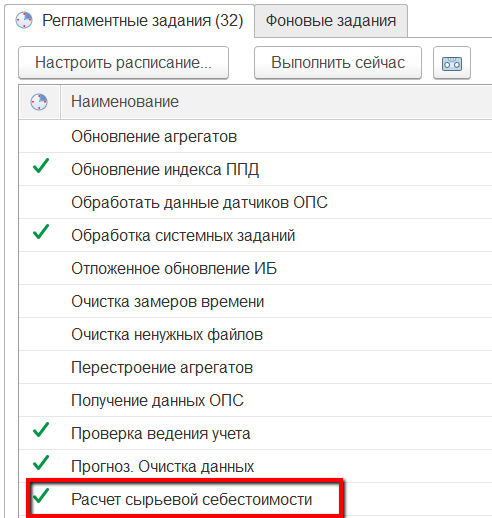 Регламентные задания (32) Фоновые задания
Настроить расписание... Выполнить сейчас
Наименование
Обновление агрегатов
Обновление индекса ППД
Обработать данные датчиков ОПС
Обработка системных заданий
Отложенное обновление ИБ
Очистка замеров времени
Очистка ненужных файлов
Перестроение агрегатов
Получение данных ОПС
Проверка ведения учета
Прогноз. Очистка данных
Расчет сырьевой себестоимости